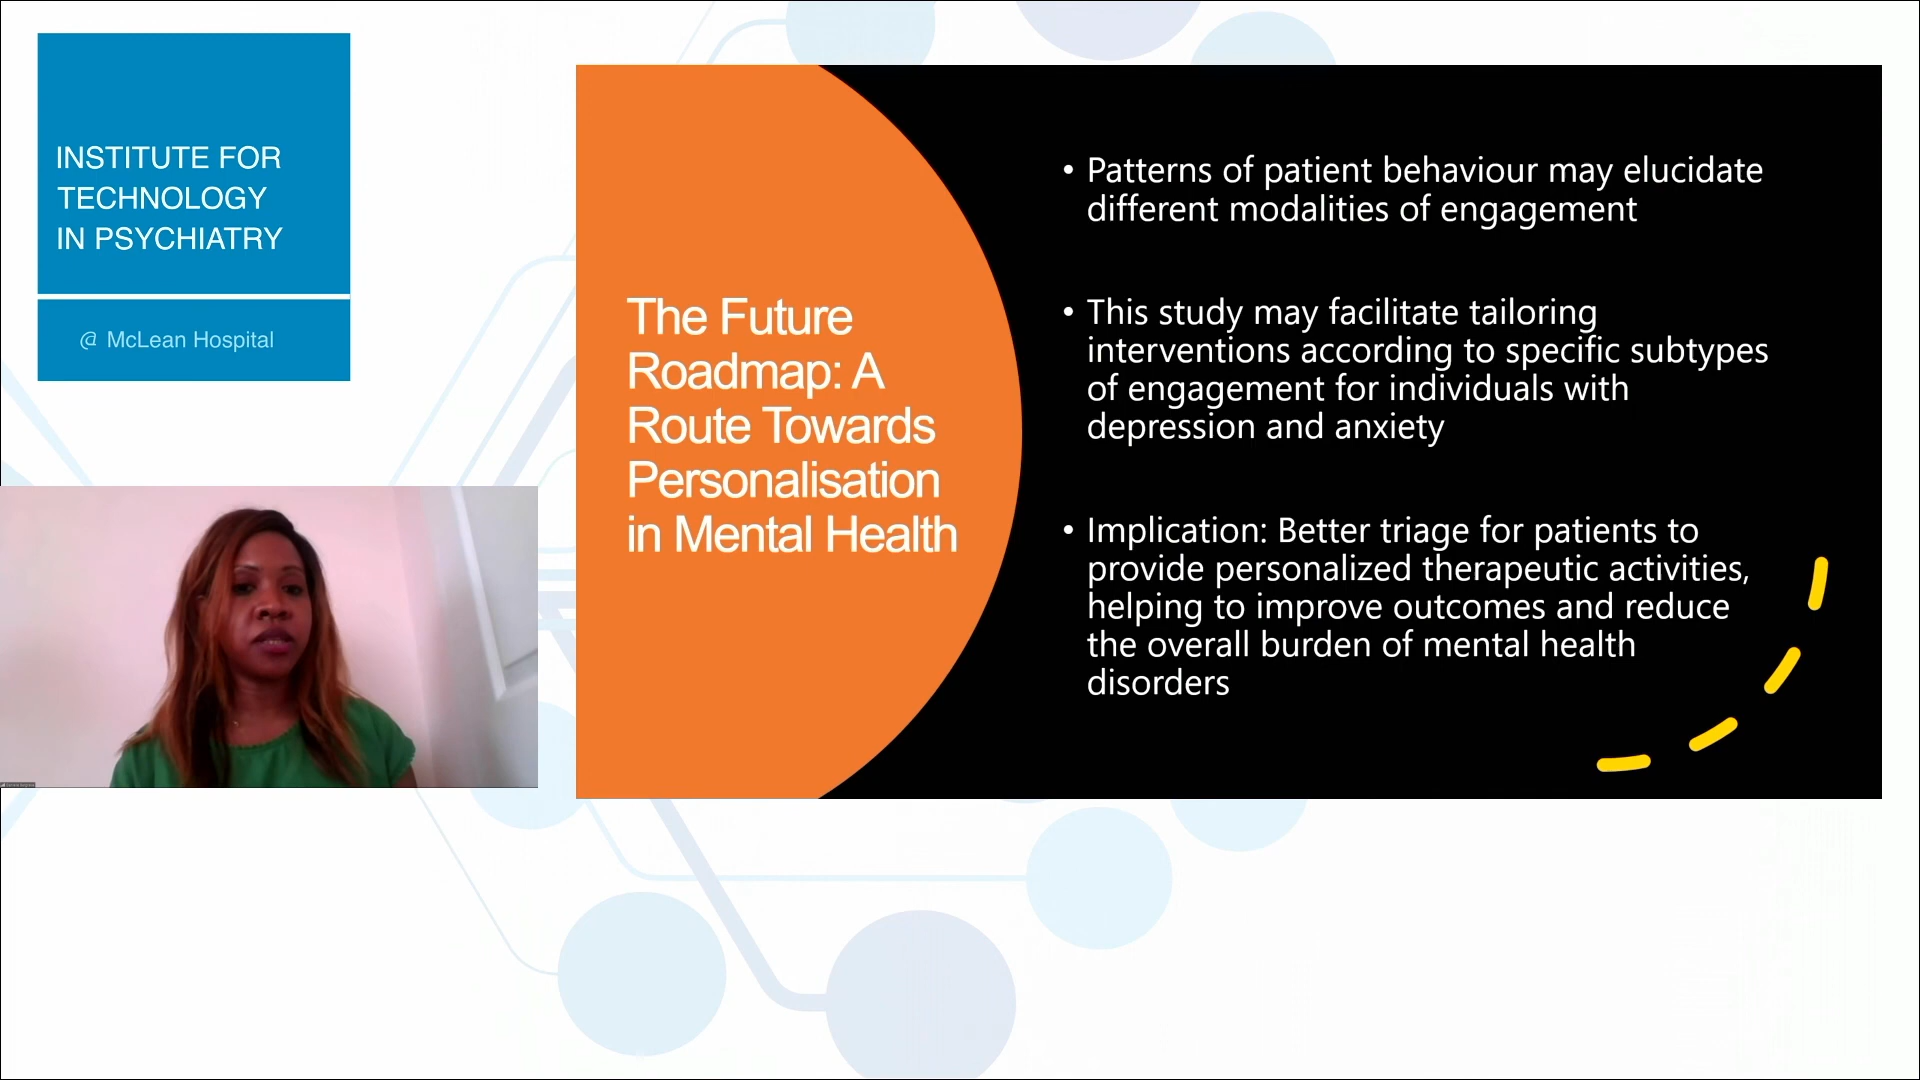 INSTITUTE FOR
TECHNOLOGY
IN PSYCHIATRY
@ McLean Hospital
The Future
Roadmap: A
Route Towards
Personalisation
in Mental Health
• Patterns of patient behaviour may elucidate
different modalities of engagement
• This study may facilitate tailoring
interventions according to specific subtypes
of engagement for individuals with
depression and anxiety
• Implication: Better triage for patients to
provide personalized therapeutic activities,
helping to improve outcomes and reduce
the overall burden of mental health
disorders